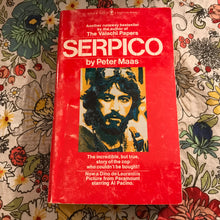 Another runaway bestseller
by the author of
The Valachi Papers
SERPICO
by Peter Maas
The incredible, but true,
story of the cop
who couldn't be bought!
Now a Dino de Laurentiis
Picture from Paramount
starring Al Pacino.